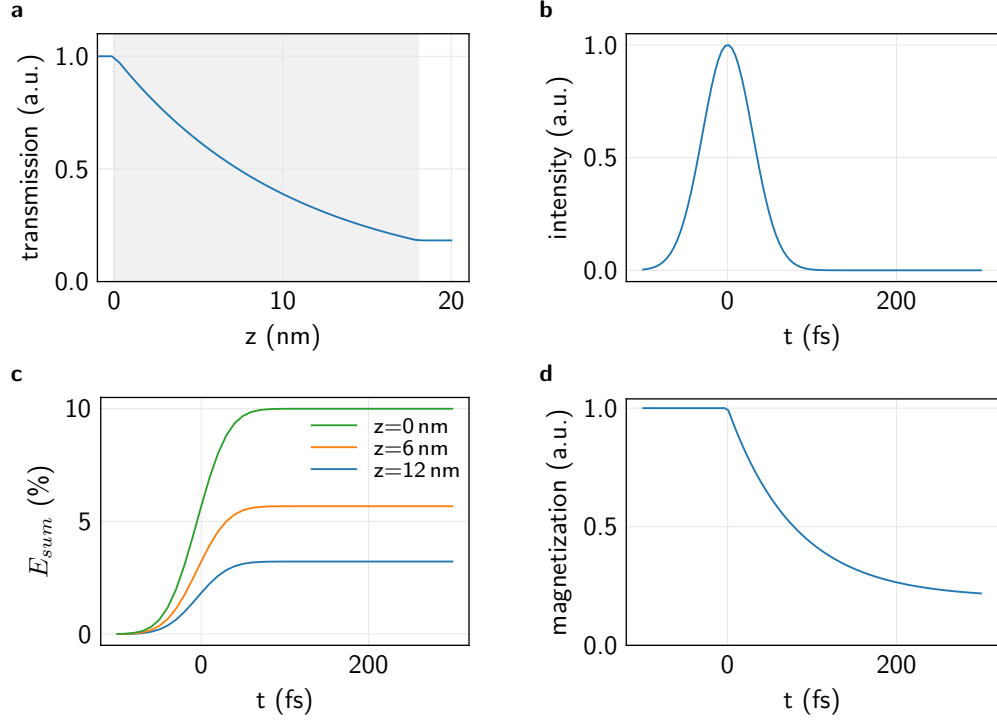 a
transmission (a.u.)
1.0
0.5
0.0
0
10
20
z (nm)
b
intensity (a.u.)
1.0
0.5
0.0
0
200
t (fs)
c
E_sum (%)
10
5
0
z=0 nm
z=6 nm
z=12 nm
0
200
t (fs)
d
magnetization (a.u.)
1.0
0.5
0.0
0
200
t (fs)